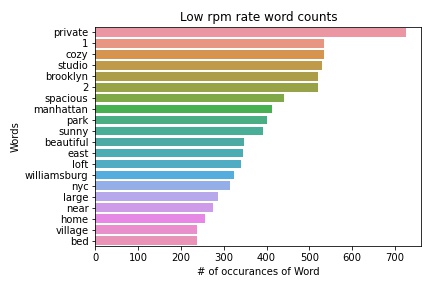 Low rpm rate word counts
Words
private
1
cozy
studio
brooklyn
2
spacious
manhattan
park
sunny
beautiful
east
loft
williamsburg
nyc
large
near
home
village
bed
0 100 200 300 400 500 600 700
# of occurances of Word